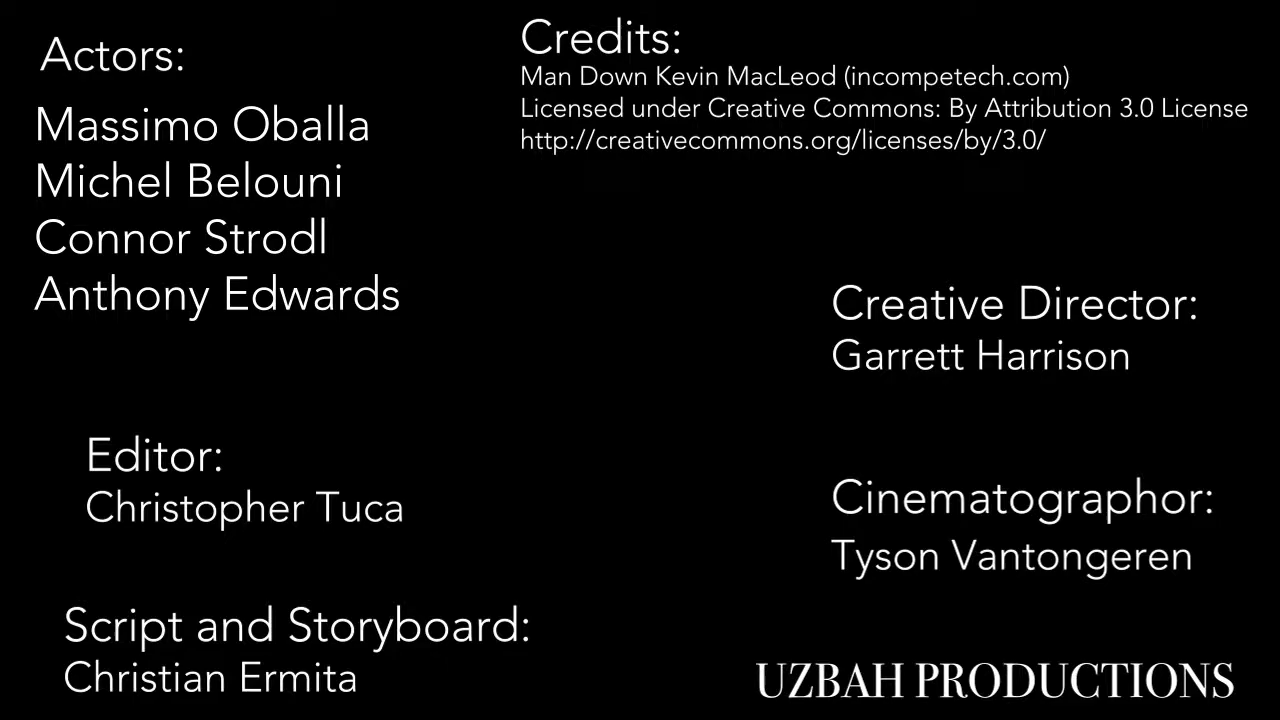 Actors:
Massimo Oballa
Michel Belouni
Connor Strodl
Anthony Edwards
Credits:
Man Down Kevin MacLeod (incompetech.com)
Licensed under Creative Commons: By Attribution 3.0 License
http://creativecommons.org/licenses/by/3.0/
Creative Director:
Garrett Harrison
Editor:
Christopher Tuca
Cinematographor:
Tyson Vantongeren
Script and Storyboard:
Christian Ermita
UZBAH PRODUCTIONS